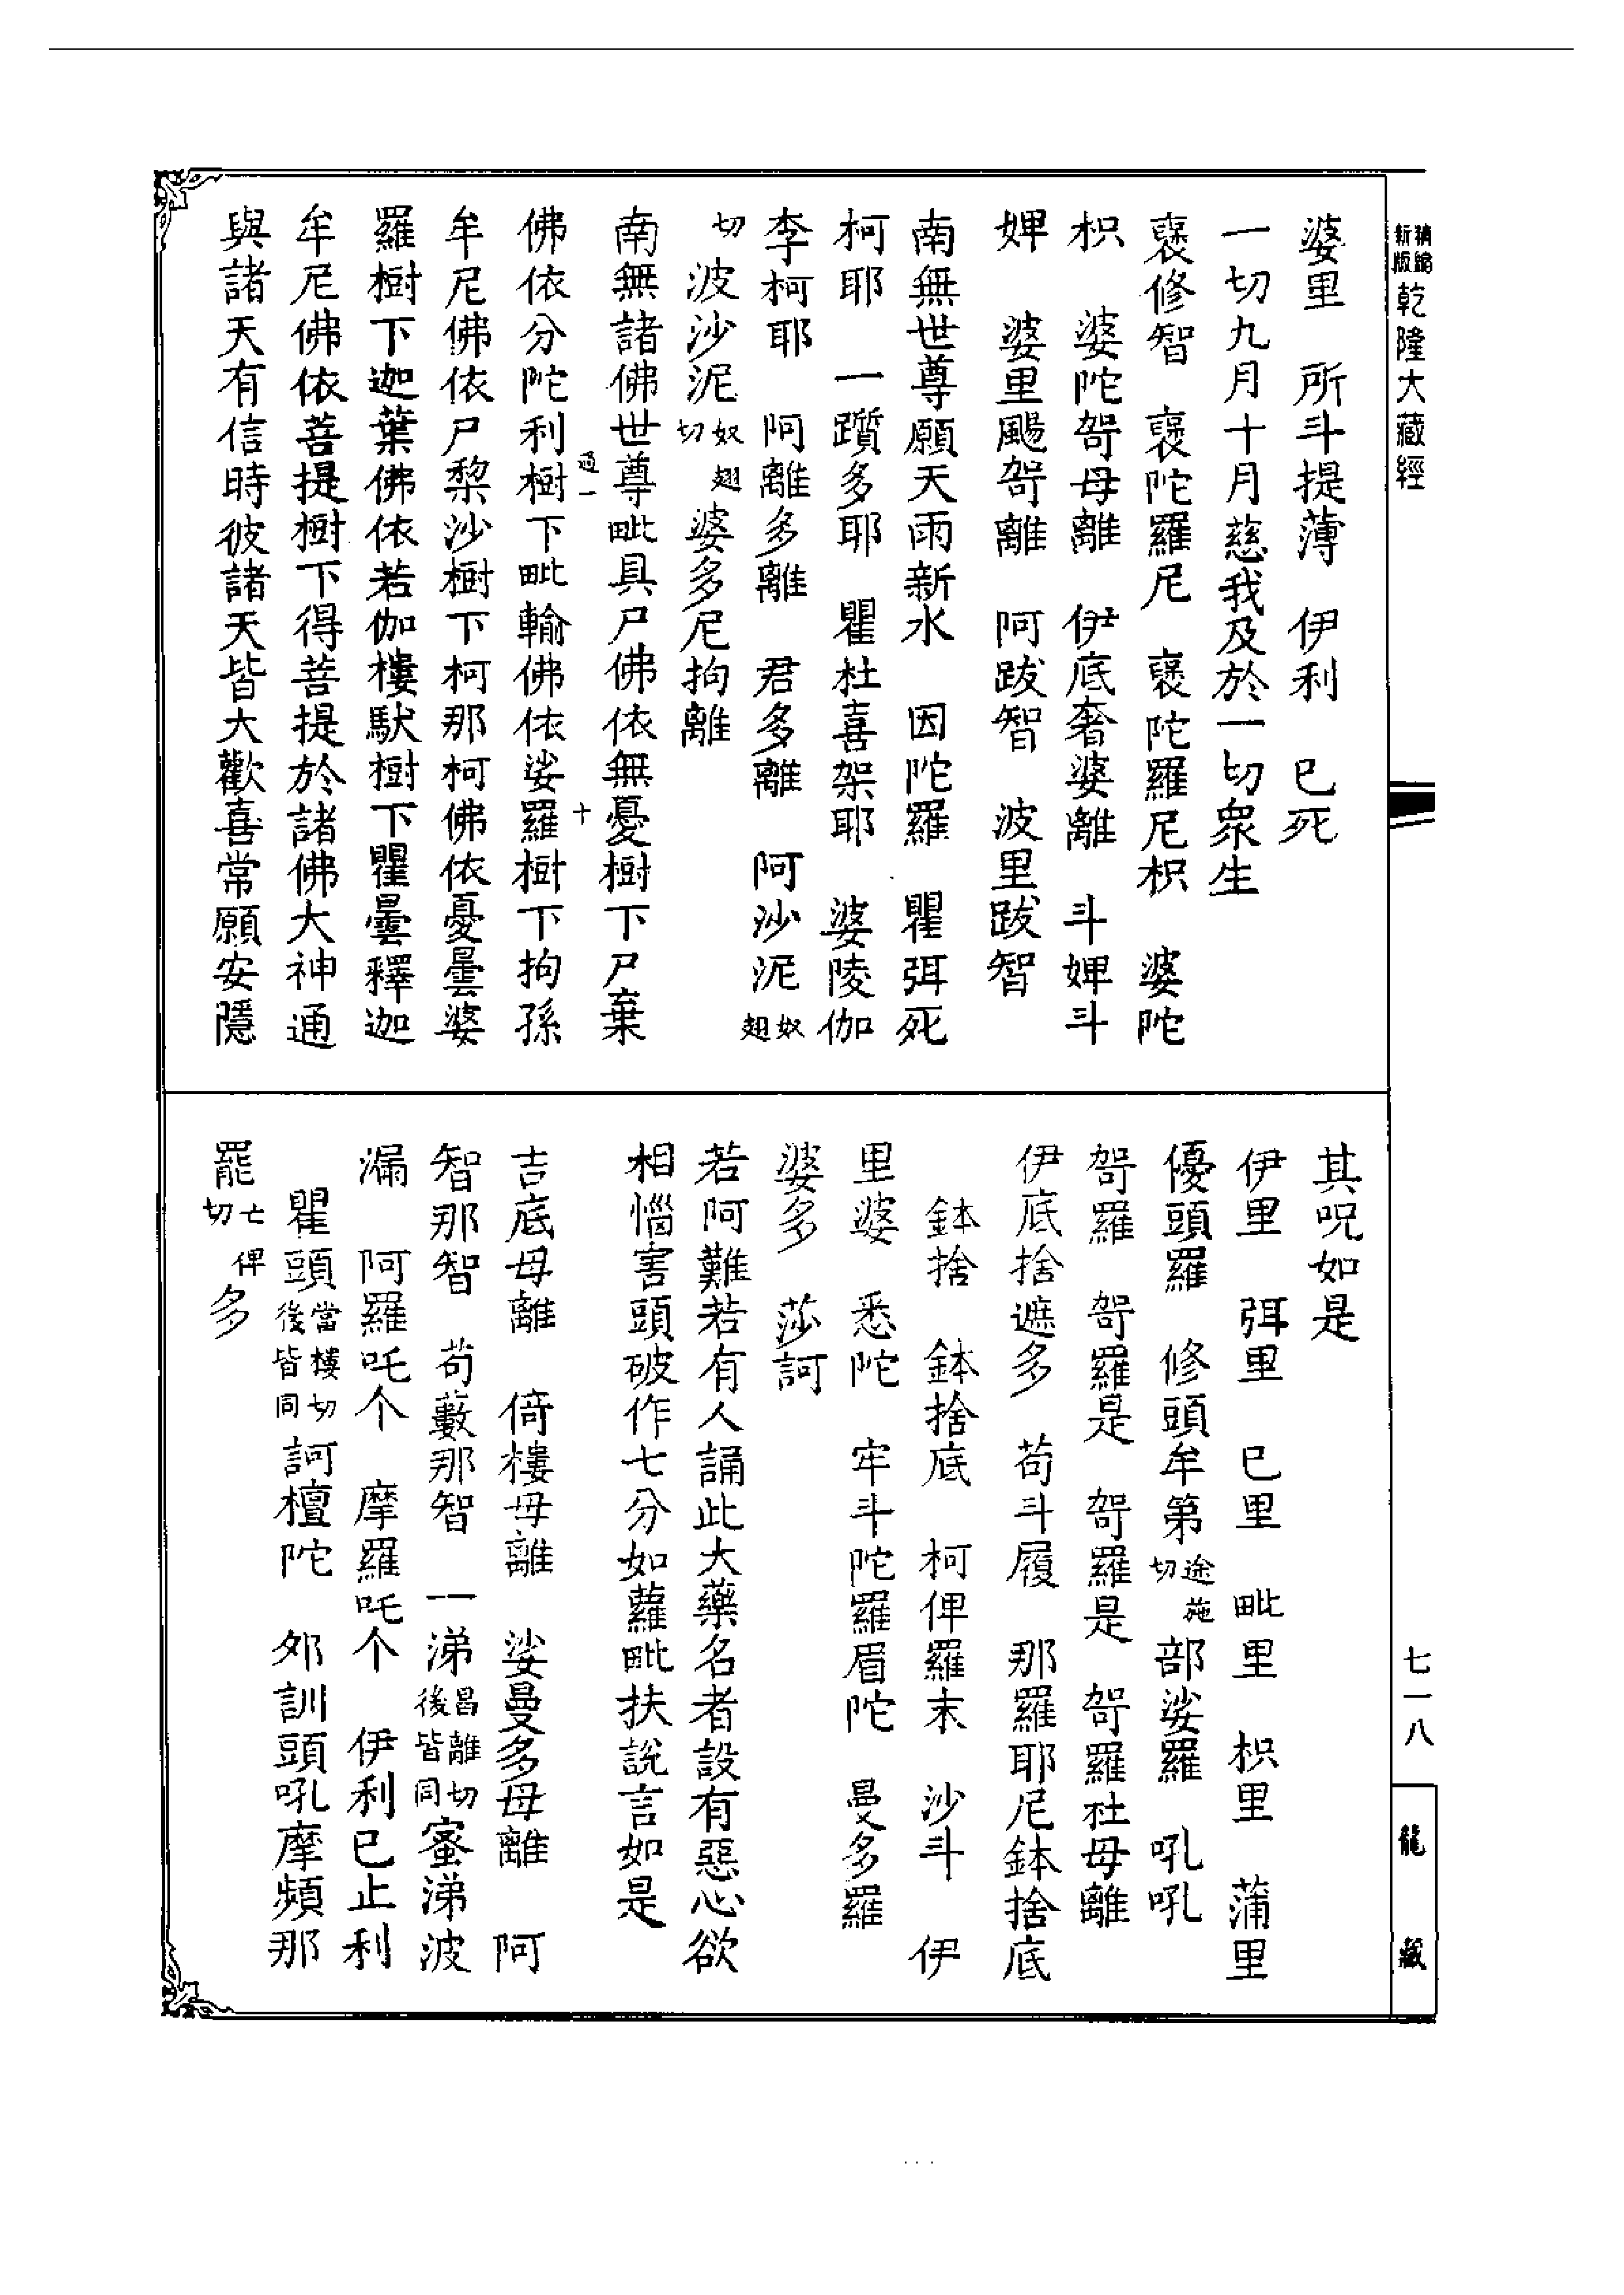 新版精編乾隆大藏經
婆里　所斗提薄　伊利　已死
一切九月十月慈我及於一切眾生
裦修智　裦陀羅尼　裦陀羅尼枳　婆陀
枳　婆陀哿母離　伊底奢婆離　斗婢斗
婢　婆里颺哿離　阿跋智　波里跋智
南無世尊願天雨新水　因陀羅　瞿弭死
柯耶　一躓多耶　瞿杜喜架耶　婆陵伽
李柯耶　阿離多離　君多離　阿沙泥奴翅
切　波沙泥奴翅切　婆多尼拘離
南無諸佛世尊毗具尸佛依無憂樹下尸棄
過一　十
佛依分陀利樹下毗輸佛依娑羅樹下拘孫
牟尼佛依尸棃沙樹下柯那柯佛依憂曇婆
羅樹下迦葉佛依若伽樓馱樹下瞿曇釋迦
牟尼佛依菩提樹下得菩提於諸佛大神通
與諸天有信時彼諸天皆大歡喜常願安隱
其呪如是
伊里　弭里　已里　毗里　枳里　蒲里
優頭羅　修頭牟第途施切　部娑羅　吼吼
哿羅　哿羅是　哿羅是　哿羅杜母離
伊底捨遮多　苟斗履　那羅耶尼鉢捨底
鉢捨　鉢捨底　柯俾羅末　沙斗　伊
里婆　悉陀　牢斗陀羅眉陀　曼多羅
婆多　莎訶
若阿難若有人誦此大藥名者設有惡心欲
相惱害頭破作七分如蘿毗扶說言如是
吉底母離　倚樓母離　娑曼多母離　阿
智那智　苟藪那智　一涕昌離切後皆同蜜涕波
漏　阿羅吒个　摩羅吒个　伊利已止利
瞿頭當樓切後皆同訶檀陀　夘訓頭吼摩頻那
罷亡俾切多
七一八
龍藏